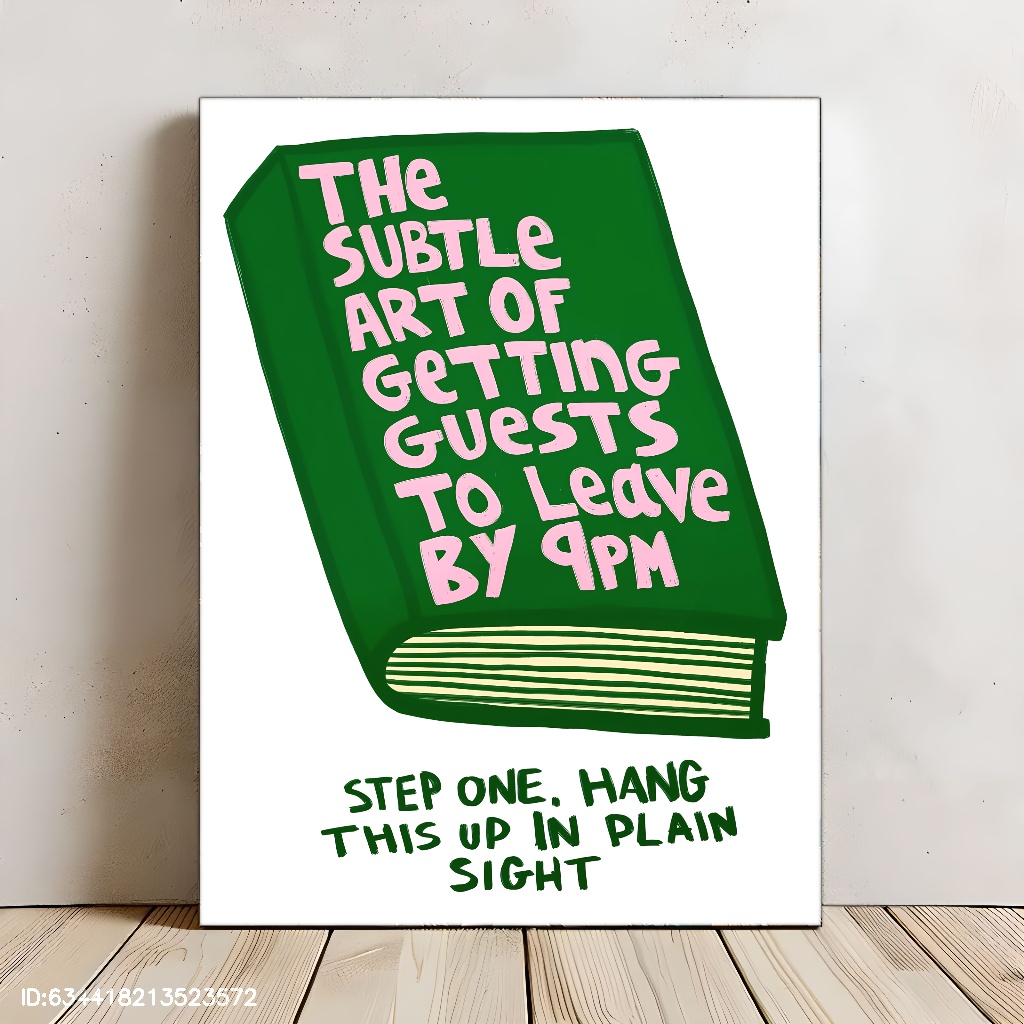 THe
SUBTLe
ART OF
GeTTInG
GuesTS
TO Leave
BY 9PM
STEP ONE. HANG
THIS UP IN PLAIN
SIGHT
ID:634418213523572